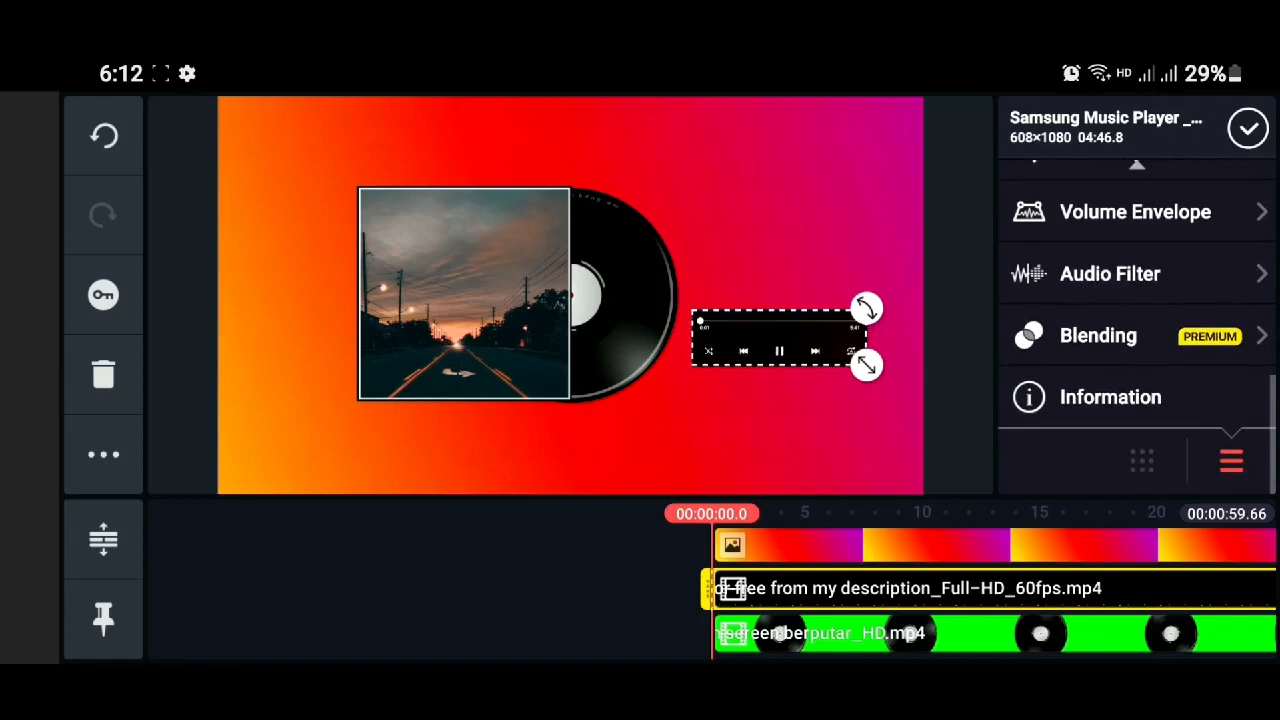 6:12
HD
29%
Samsung Music Player _...
608×1080 04:46.8
Volume Envelope
Audio Filter
Blending PREMIUM
Information
00:00:00.0 5 10 15 20 00:00:59.66
or free from my description_Full-HD_60fps.mp4
berputar_HD.mp4